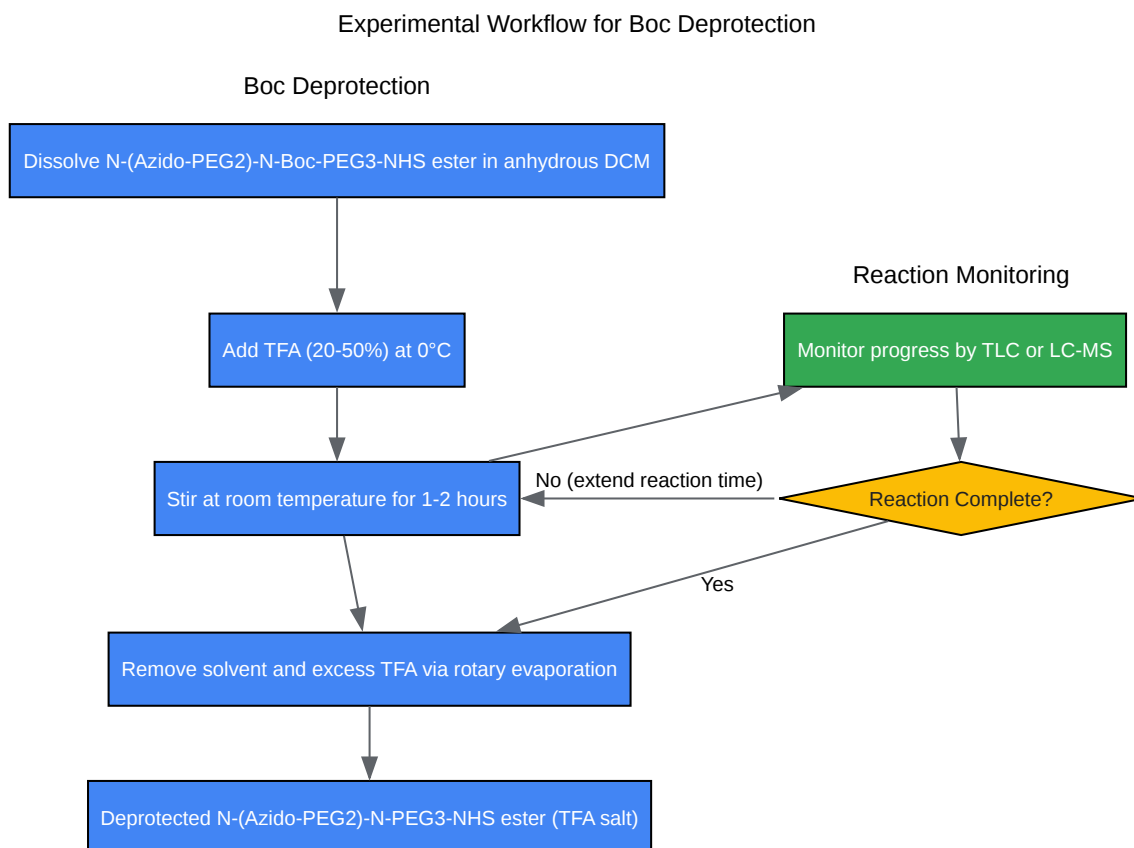 Experimental Workflow for Boc Deprotection
Boc Deprotection
Dissolve N-(Azido-PEG2)-N-Boc-PEG3-NHS ester in anhydrous DCM
Reaction Monitoring
Add TFA (20-50%) at 0°C
Monitor progress by TLC or LC-MS
No (extend reaction time)
Stir at room temperature for 1-2 hours
Reaction Complete?
Yes
Remove solvent and excess TFA via rotary evaporation
Deprotected N-(Azido-PEG2)-N-PEG3-NHS ester (TFA salt)